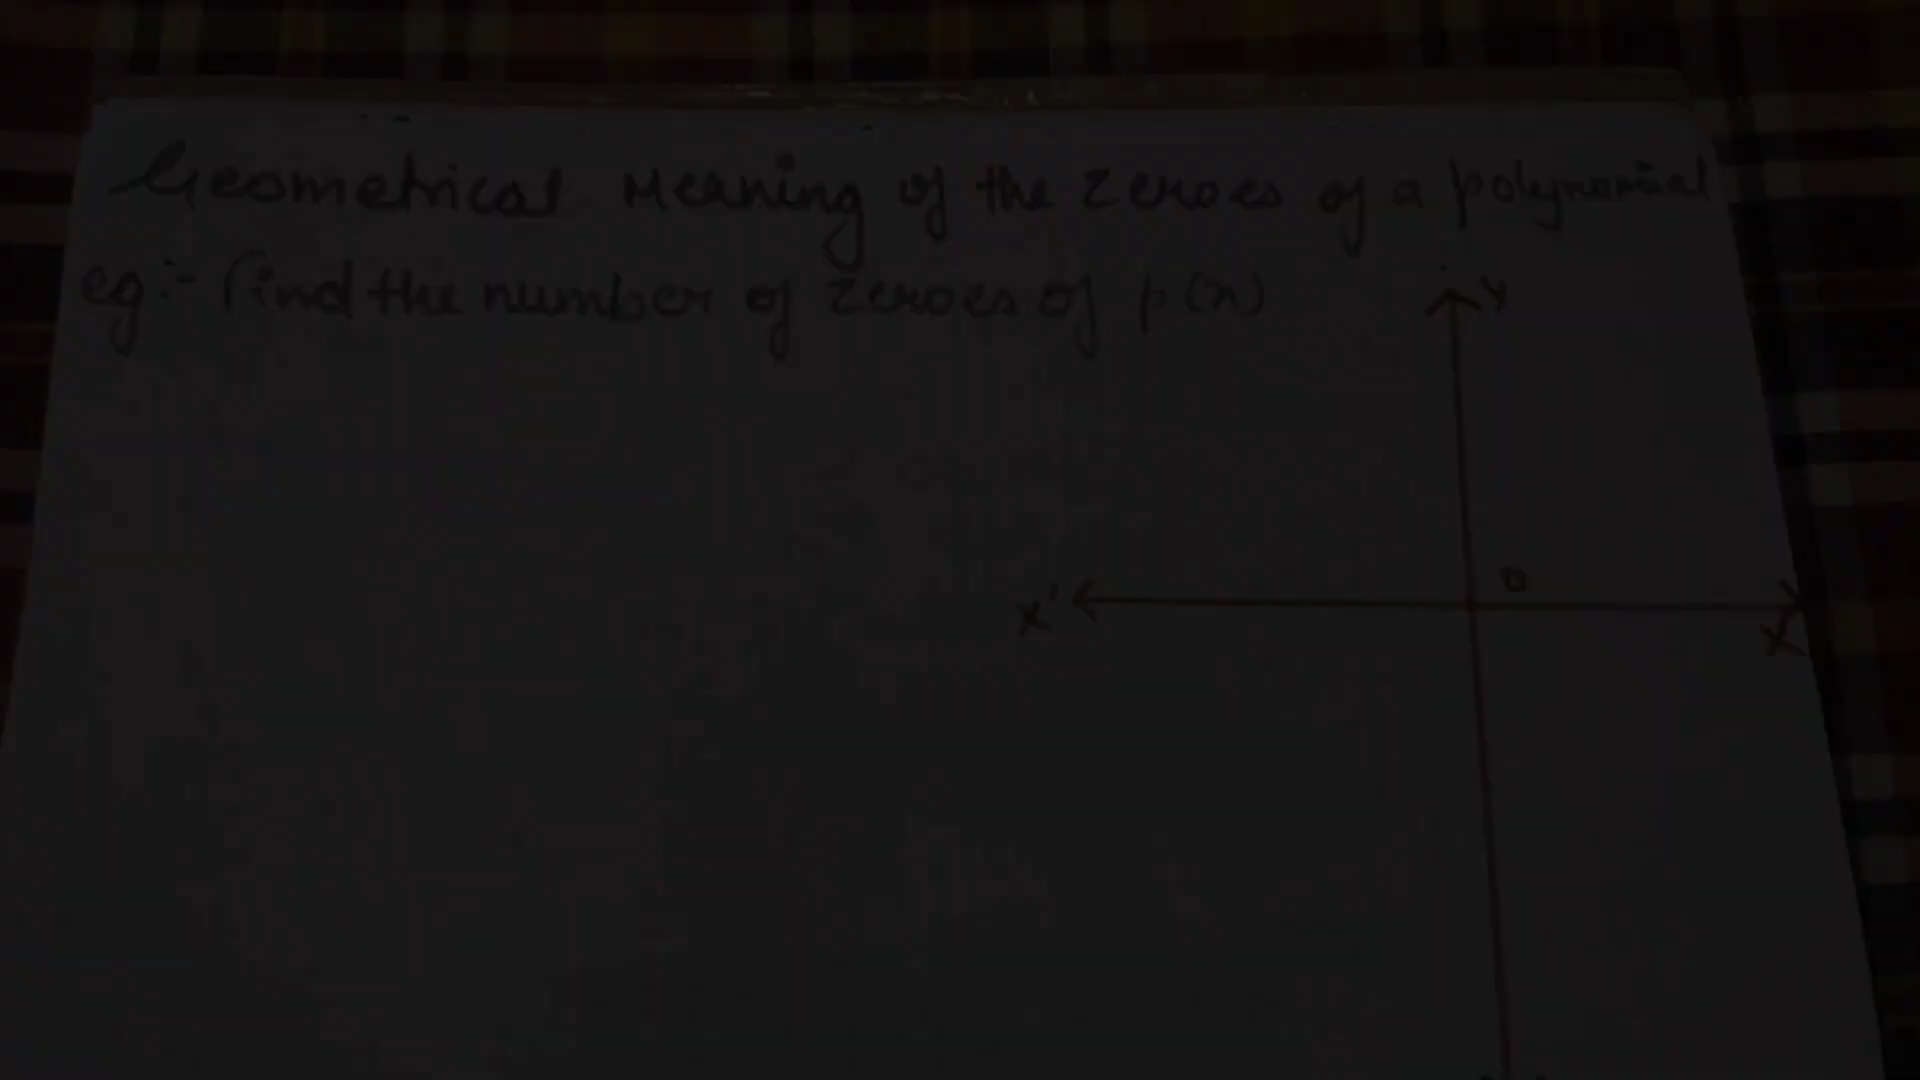 Geometrical Meaning of the zeroes of a polynomial
eg:- Find the number of zeroes of p(x)
Y
O
X'
X